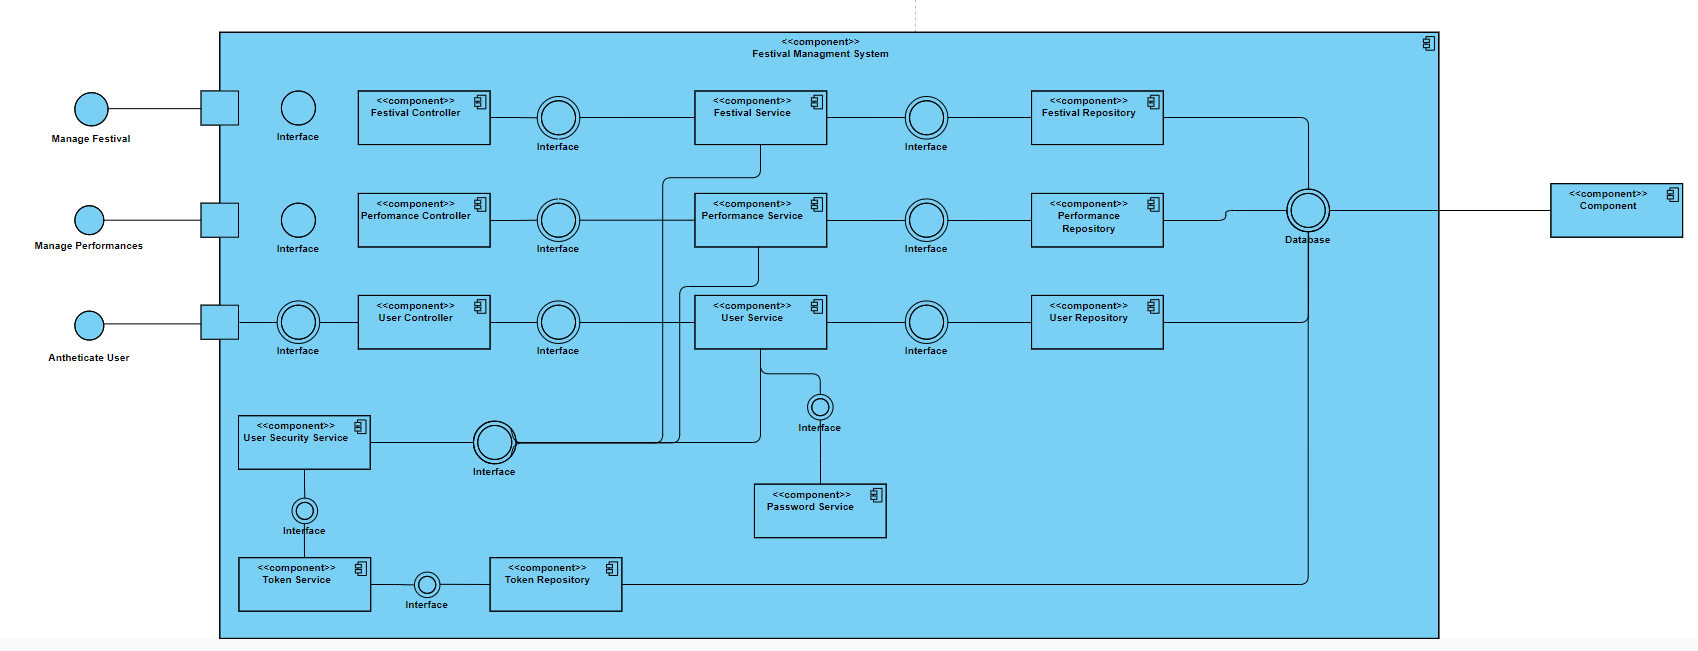 <<component>>
Festival Managment System
Manage Festival
Interface
<<component>>
Festival Controller
Interface
<<component>>
Festival Service
Interface
<<component>>
Festival Repository
Manage Performances
Interface
<<component>>
Perfomance Controller
Interface
<<component>>
Performance Service
Interface
<<component>>
Performance
Repository
Database
<<component>>
Component
Antheticate User
Interface
<<component>>
User Controller
Interface
<<component>>
User Service
Interface
<<component>>
User Repository
<<component>>
User Security Service
Interface
Interface
<<component>>
Password Service
Interface
<<component>>
Token Service
Interface
<<component>>
Token Repository